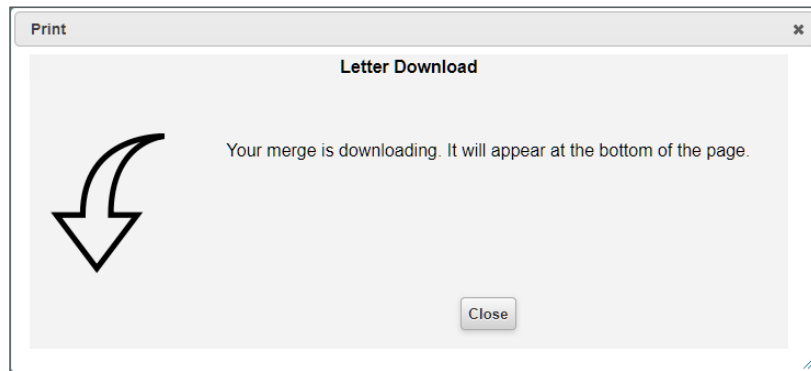 Print
Letter Download
Your merge is downloading. It will appear at the bottom of the page.
Close